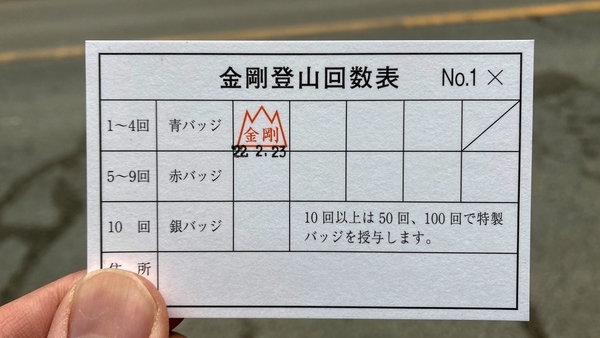 金剛登山回数表 No.1 ×
1～4回 青バッジ 金剛
22. 2. 23
5～9回 赤バッジ
10 回 銀バッジ 10回以上は50回、100回で特製
バッジを授与します。
住 所